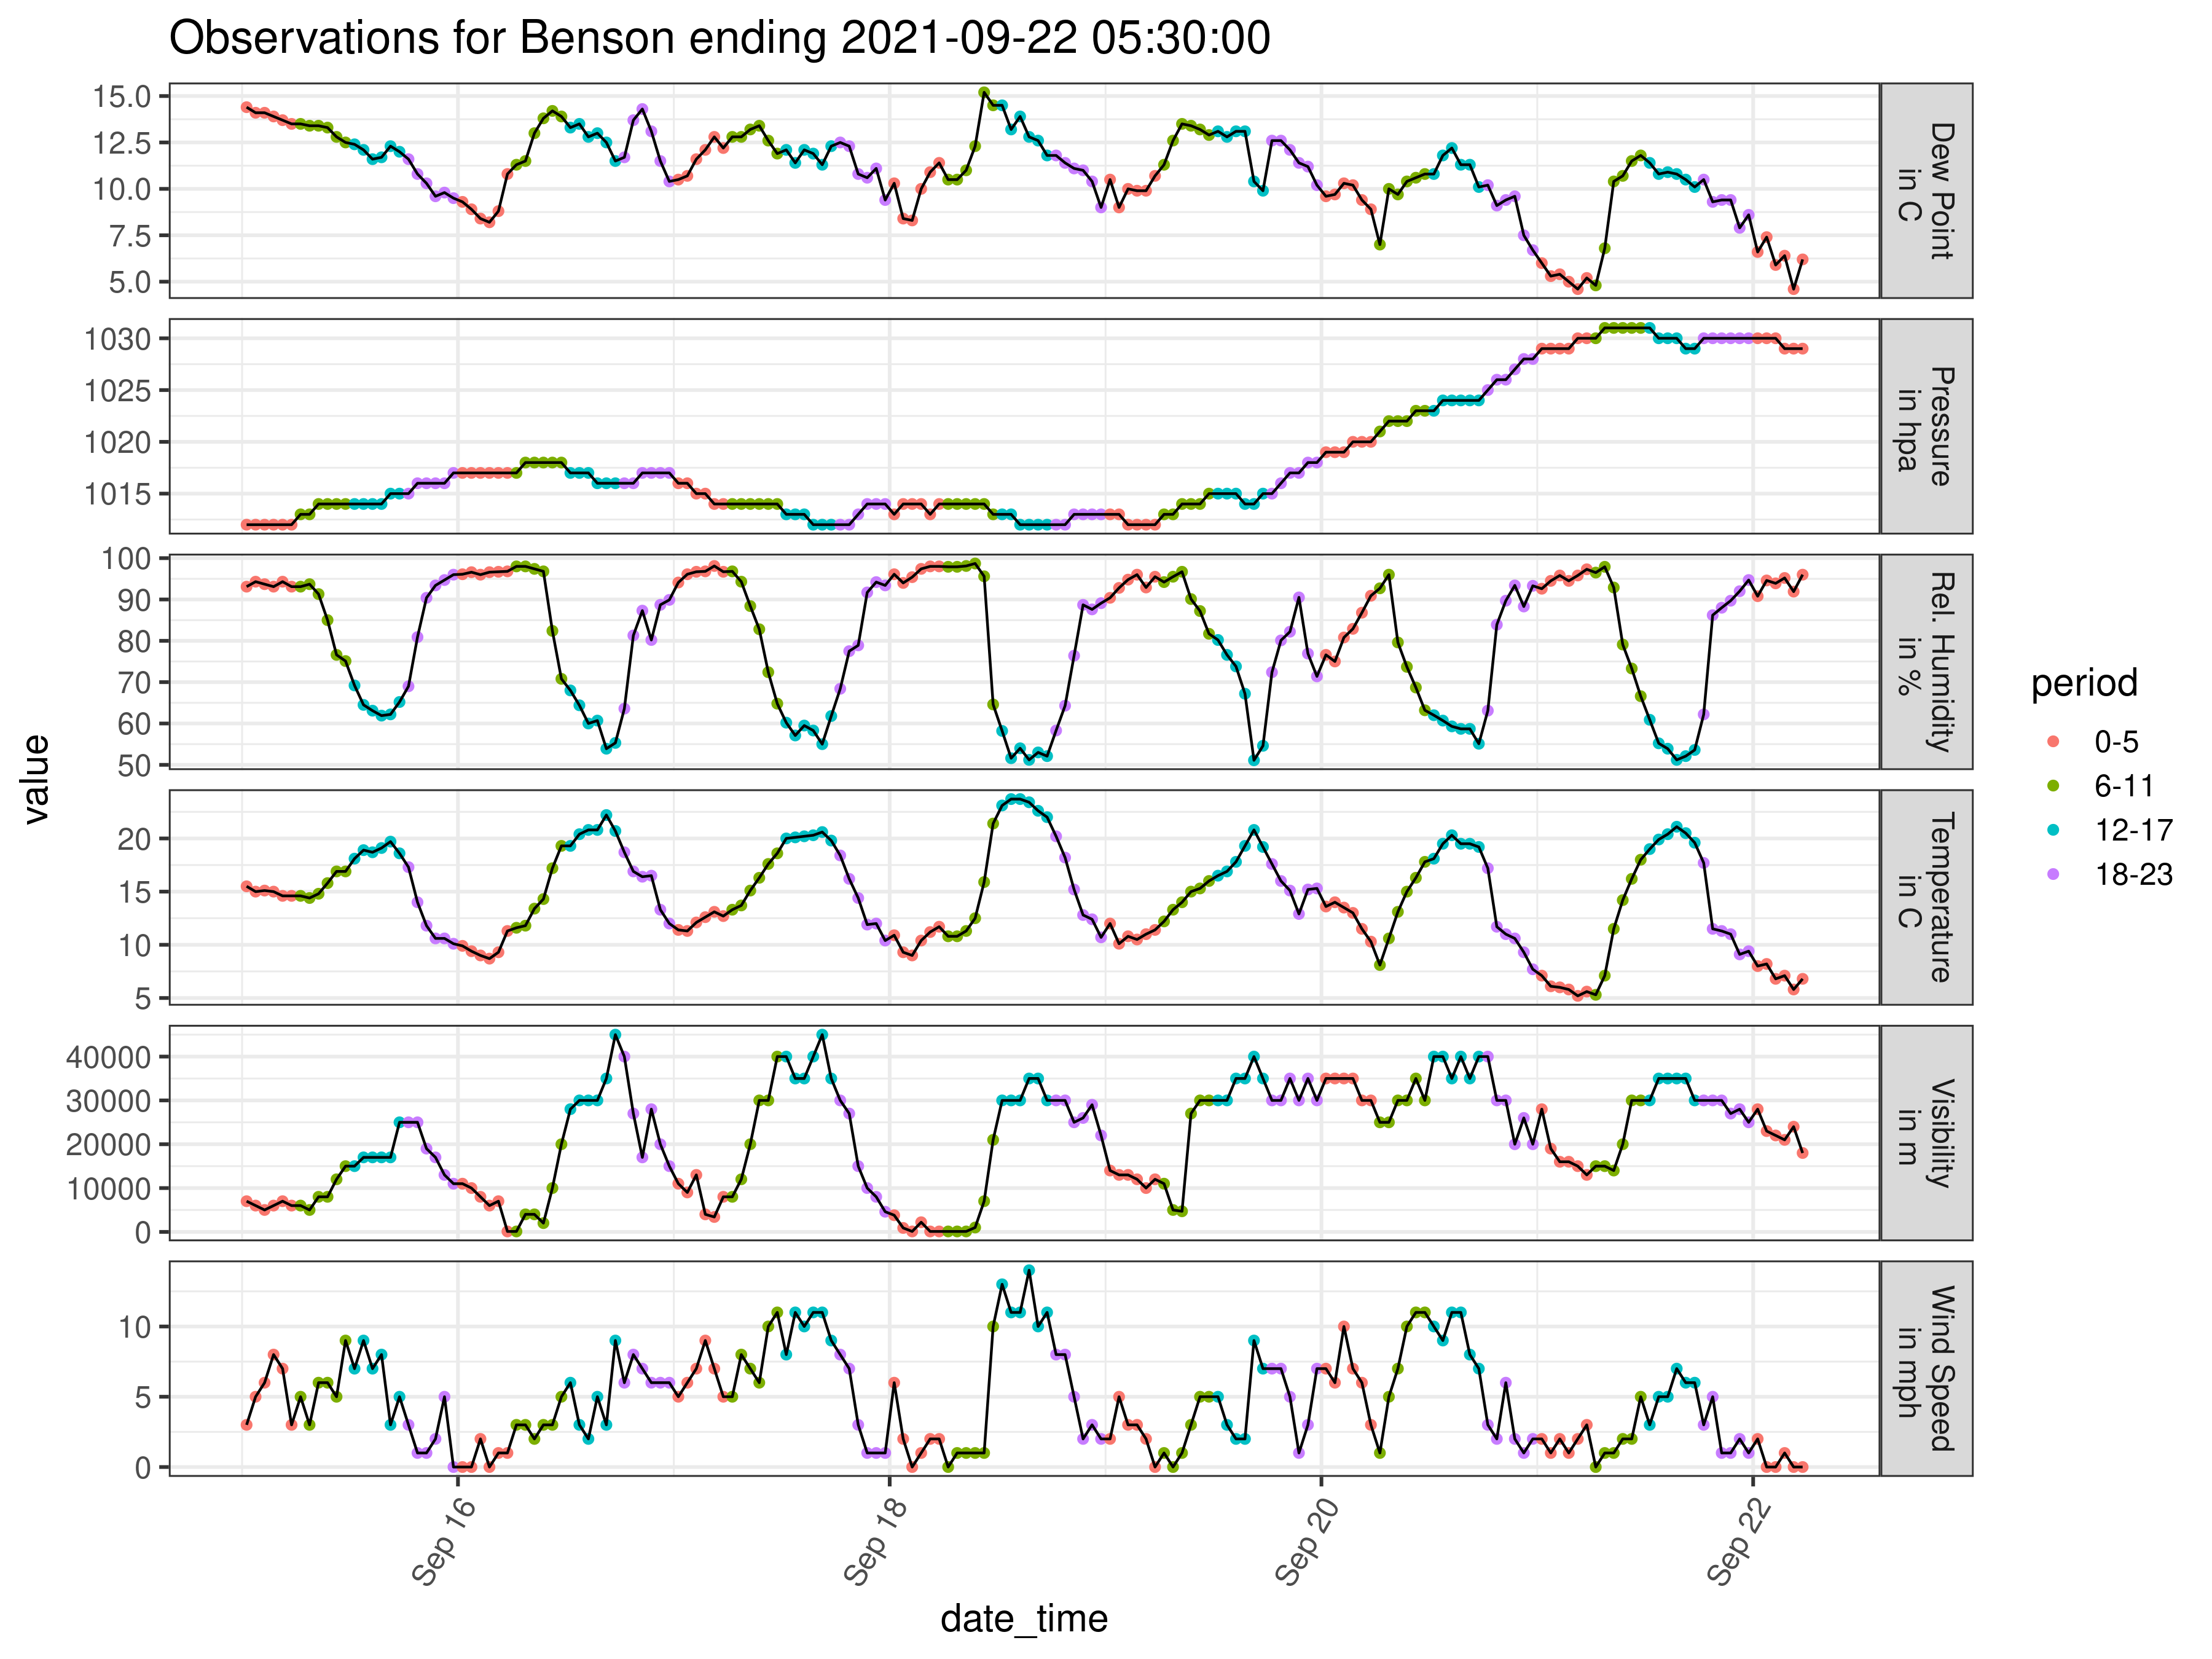 Observations for Benson ending 2021-09-22 05:30:00
value
15.0
12.5
10.0
7.5
5.0
Dew Point
in C
1030
1025
1020
1015
Pressure
in hpa
100
90
80
70
60
50
Rel. Humidity
in %
20
15
10
5
Temperature
in C
40000
30000
20000
10000
0
Visibility
in m
10
5
0
Wind Speed
in mph
Sep 16
Sep 18
Sep 20
Sep 22
date_time
period
0-5
6-11
12-17
18-23